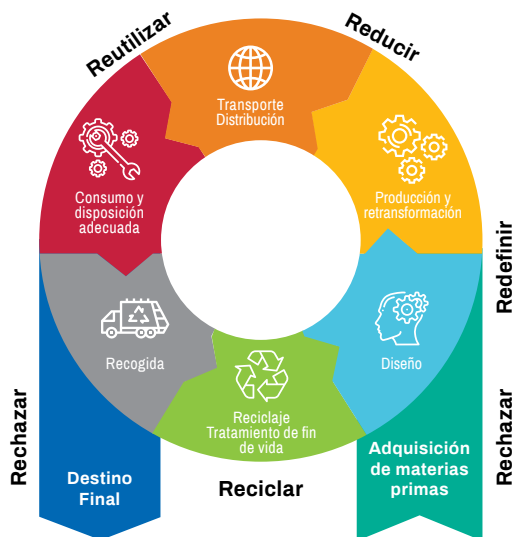 Reutilizar
Reducir
Transporte
Distribución
Consumo y
disposición
adecuada
Producción y
retransformación
Redefinir
Recogida
Diseño
Reciclaje
Tratamiento de fin
de vida
Rechazar
Destino
Final
Reciclar
Adquisición
de materias
primas
Rechazar